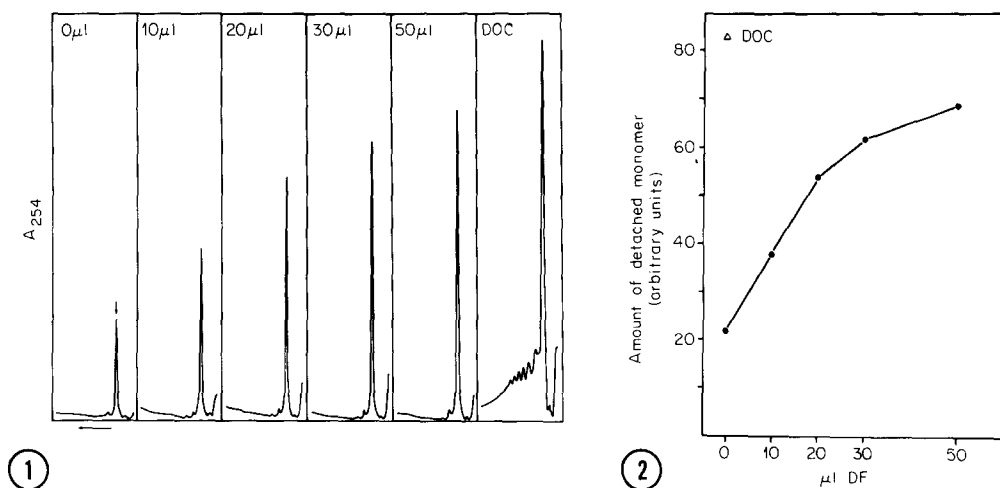 0μl 10μl 20μl 30μl 50μl DOC
A254
1
△ DOC
80
60
40
20
Amount of detached monomer
(arbitrary units)
0 10 20 30 50
μl DF
2